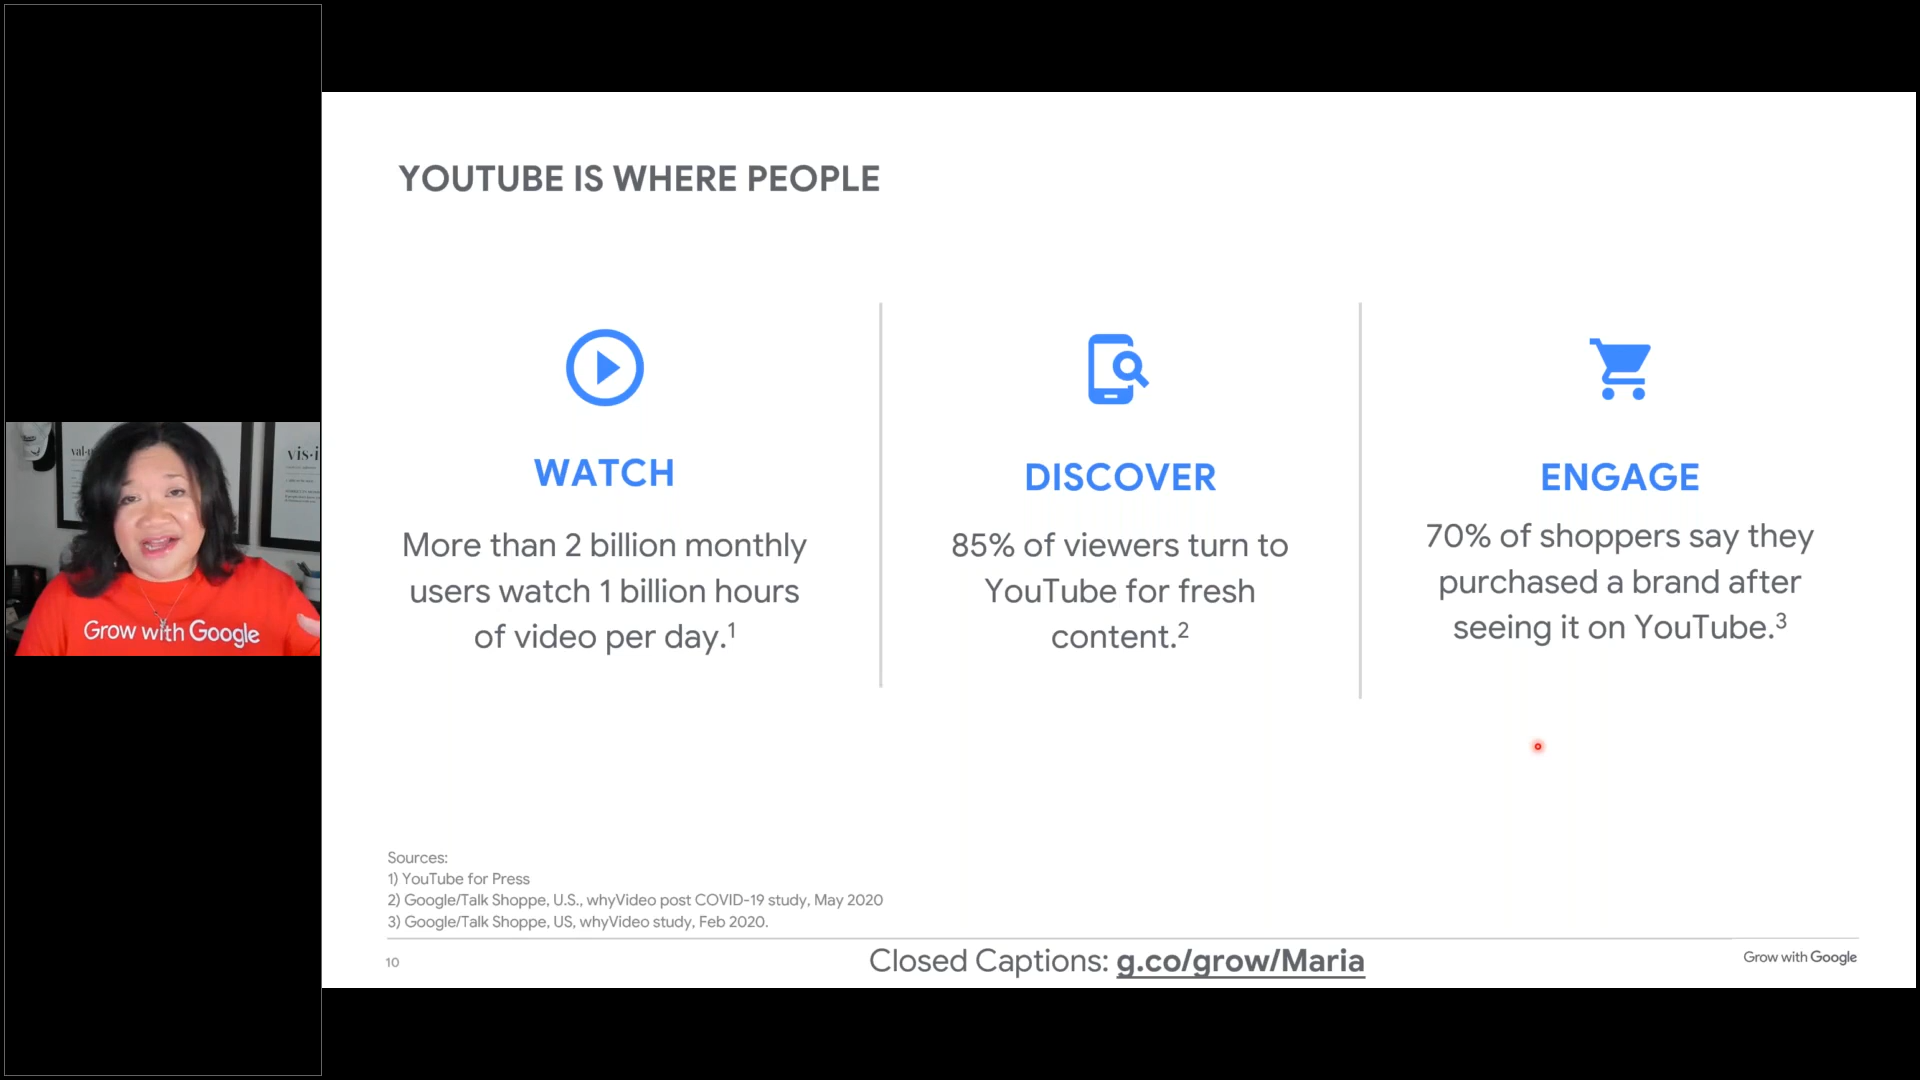 YOUTUBE IS WHERE PEOPLE
WATCH
More than 2 billion monthly
users watch 1 billion hours
of video per day.1
DISCOVER
85% of viewers turn to
YouTube for fresh
content.2
ENGAGE
70% of shoppers say they
purchased a brand after
seeing it on YouTube.3
Grow with Google
Sources:
1) YouTube for Press
2) Google/Talk Shoppe, U.S., whyVideo post COVID-19 study, May 2020
3) Google/Talk Shoppe, US, whyVideo study, Feb 2020.
10
Closed Captions: g.co/grow/Maria
Grow with Google